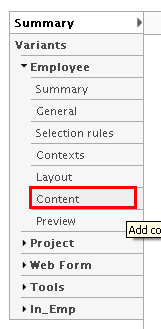 Summary
Variants
Employee
Summary
General
Selection rules
Contexts
Layout
Content
Preview
Add co
Project
Web Form
Tools
In_Emp